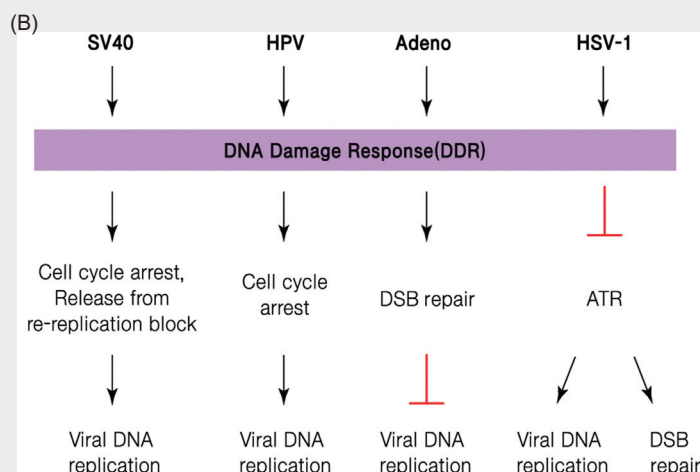 (B)
SV40 HPV Adeno HSV-1
DNA Damage Response(DDR)
Cell cycle arrest,
Release from
re-replication block
Cell cycle
arrest
DSB repair
ATR
Viral DNA
replication
Viral DNA
replication
Viral DNA
replication
Viral DNA
replication
DSB
repair